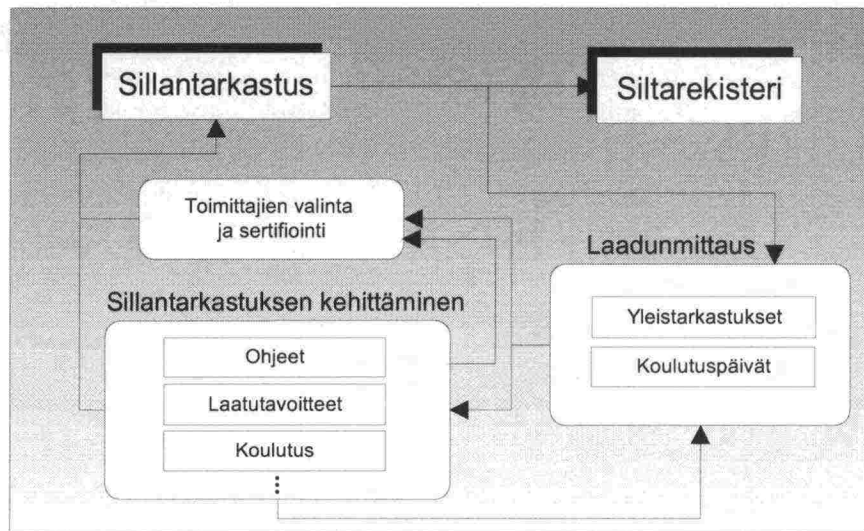 Sillantarkastus
Siltarekisteri
Toimittajien valinta
ja sertifiointi
Laadunmittaus
Sillantarkastuksen kehittäminen
Yleistarkastukset
Koulutuspäivät
Ohjeet
Laatutavoitteet
Koulutus